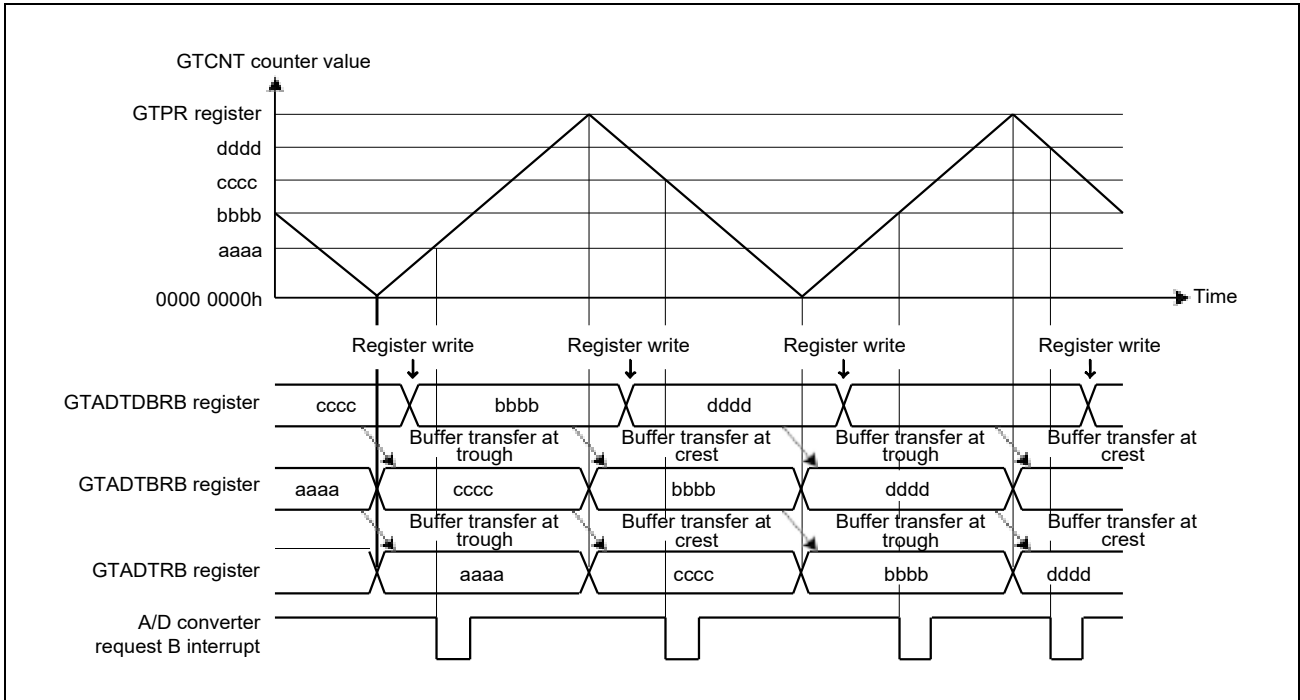 GTCNT counter value
GTPR register
dddd
cccc
bbbb
aaaa
0000 0000h
Time
Register write Register write Register write Register write
GTADTDBRB register cccc bbbb dddd
Buffer transfer at trough Buffer transfer at crest Buffer transfer at trough Buffer transfer at crest
GTADTBRB register aaaa cccc bbbb dddd
Buffer transfer at trough Buffer transfer at crest Buffer transfer at trough Buffer transfer at crest
GTADTRB register aaaa cccc bbbb dddd
A/D converter
request B interrupt